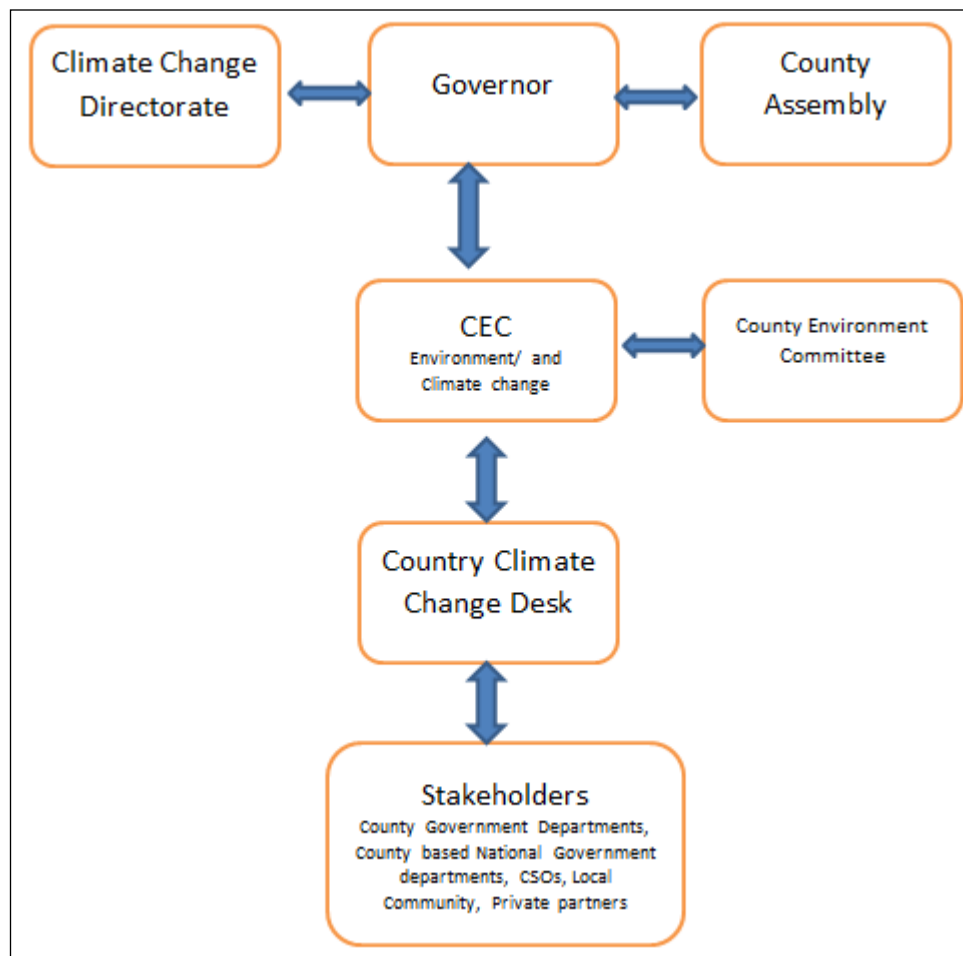 Climate Change
Directorate
Governor
County
Assembly
CEC
Environment/ and
Climate change
County Environment
Committee
Country Climate
Change Desk
Stakeholders
County Government Departments,
County based National Government
departments, CSOs, Local
Community, Private partners